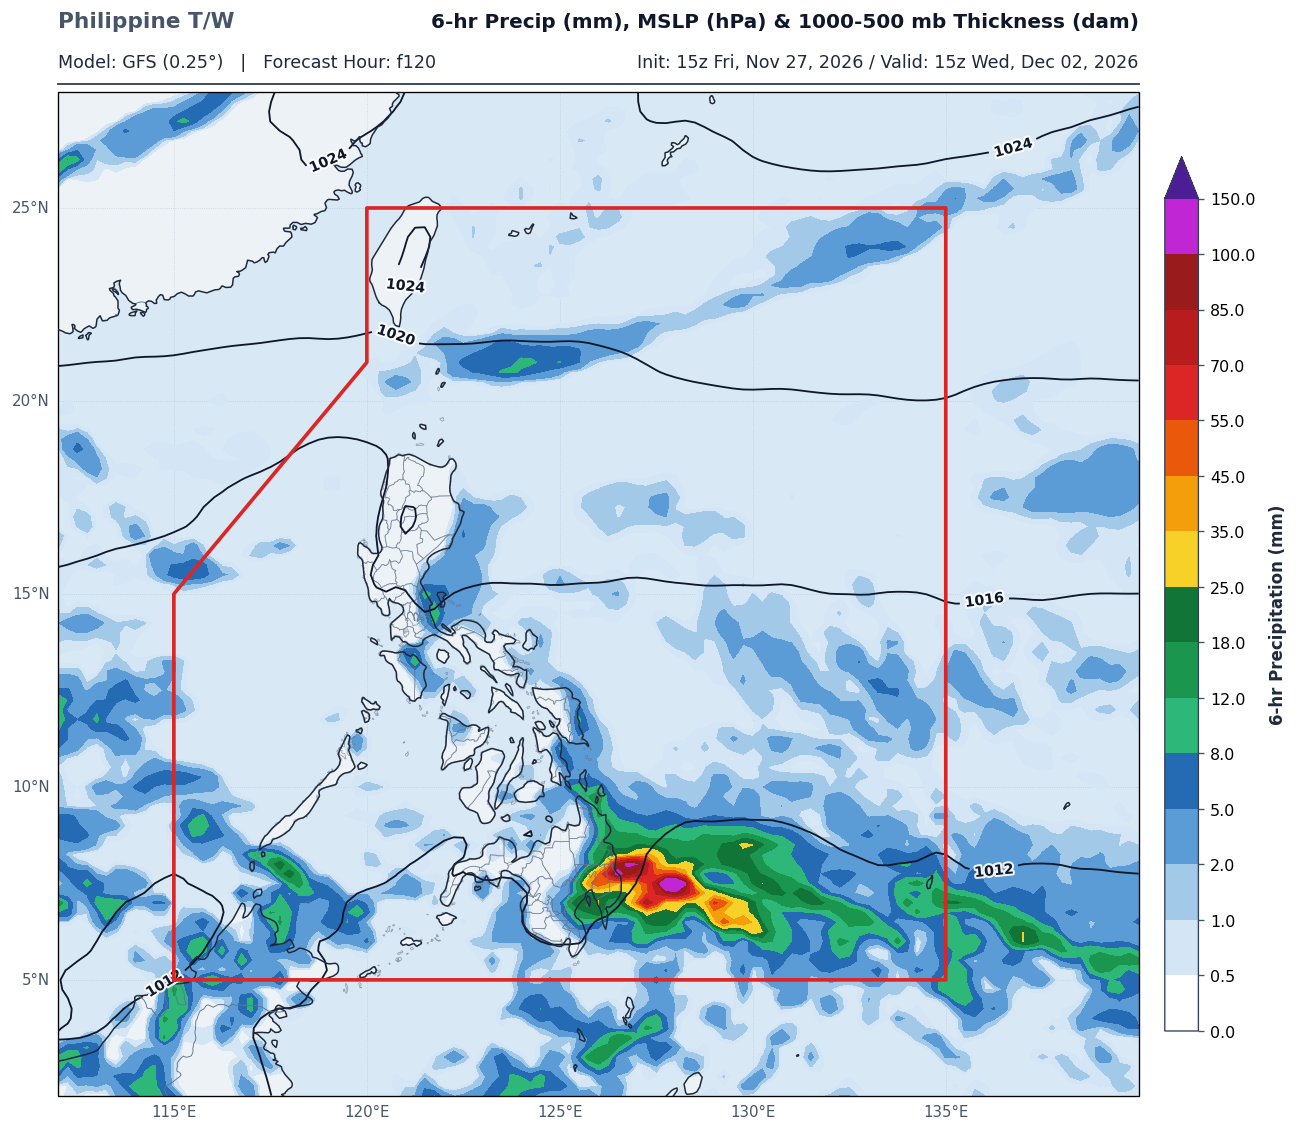 Philippine T/W
6-hr Precip (mm), MSLP (hPa) & 1000-500 mb Thickness (dam)
Model: GFS (0.25°) | Forecast Hour: f120
Init: 15z Fri, Nov 27, 2026 / Valid: 15z Wed, Dec 02, 2026
1024
1024
1024
1020
1016
1012
1012
25°N
20°N
15°N
10°N
5°N
115°E
120°E
125°E
130°E
135°E
150.0
100.0
85.0
70.0
55.0
45.0
35.0
25.0
18.0
12.0
8.0
5.0
2.0
1.0
0.5
0.0
6-hr Precipitation (mm)